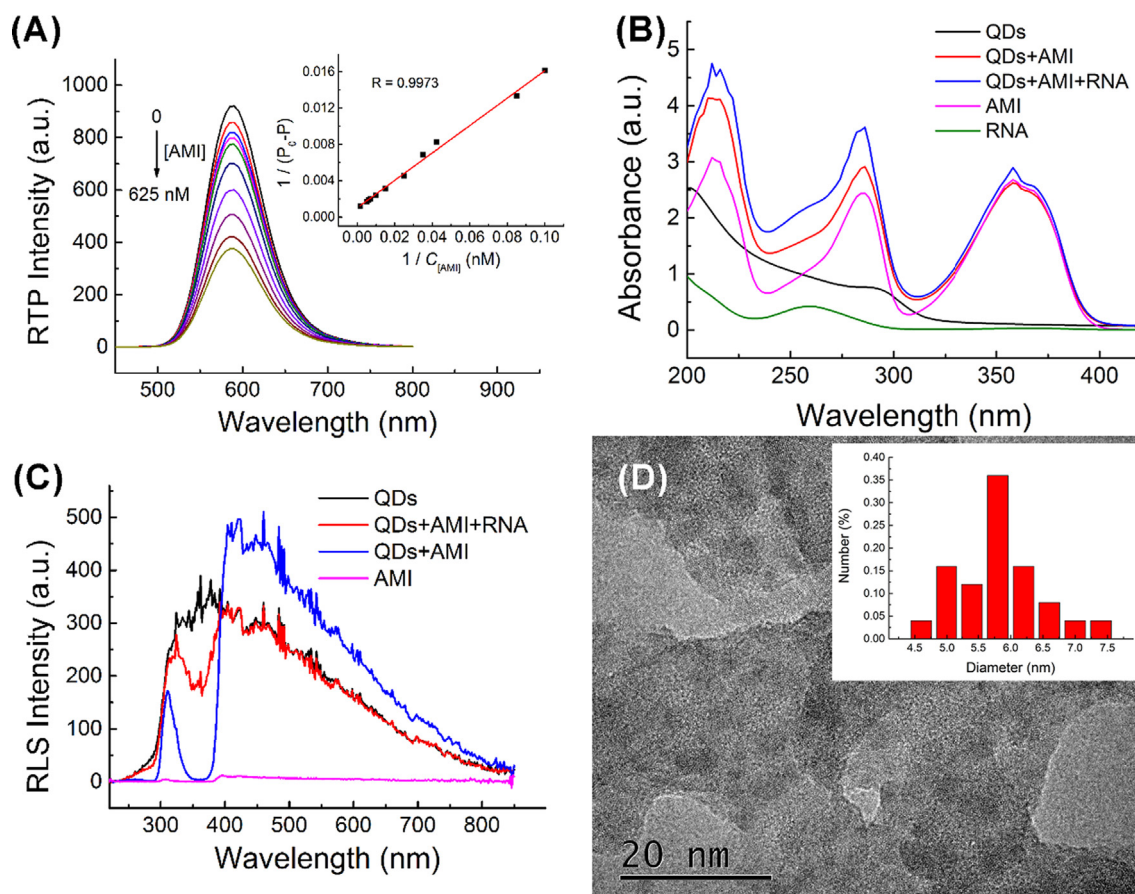 (A)
RTP Intensity (a.u.)
1000
900
800
700
600
500
400
300
200
100
0
0
[AMI]
625 nM
500
600
700
800
900
Wavelength (nm)
R = 0.9973
1 / (Pc-P)
0.016
0.012
0.008
0.004
0.000
0.00
0.02
0.04
0.06
0.08
0.10
1 / C[AMI] (nM)
(B)
Absorbance (a.u.)
5
4
3
2
1
0
QDs
QDs+AMI
QDs+AMI+RNA
AMI
RNA
200
250
300
350
400
Wavelength (nm)
(C)
RLS Intensity (a.u.)
500
400
300
200
100
0
QDs
QDs+AMI+RNA
QDs+AMI
AMI
300
400
500
600
700
800
Wavelength (nm)
(D)
Number (%)
0.40
0.35
0.30
0.25
0.20
0.15
0.10
0.05
0.00
4.5
5.0
5.5
6.0
6.5
7.0
7.5
Diameter (nm)
20 nm